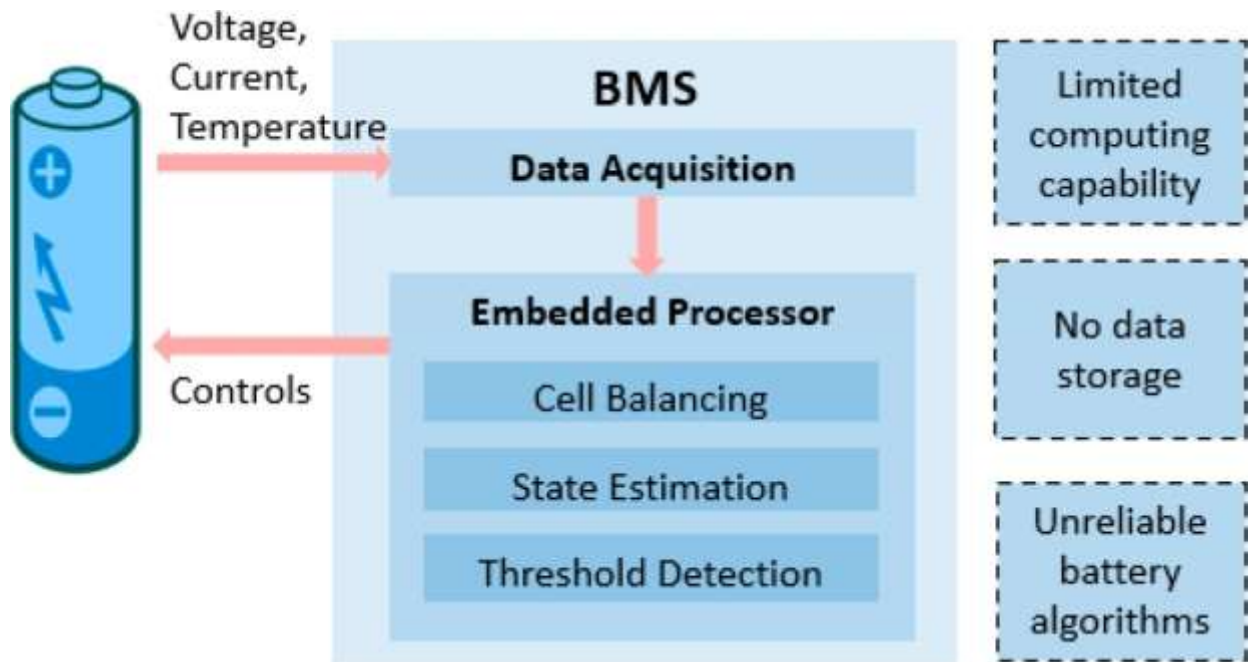 Voltage,
Current,
Temperature
BMS
Data Acquisition
Embedded Processor
Cell Balancing
State Estimation
Threshold Detection
Controls
Limited
computing
capability
No data
storage
Unreliable
battery
algorithms